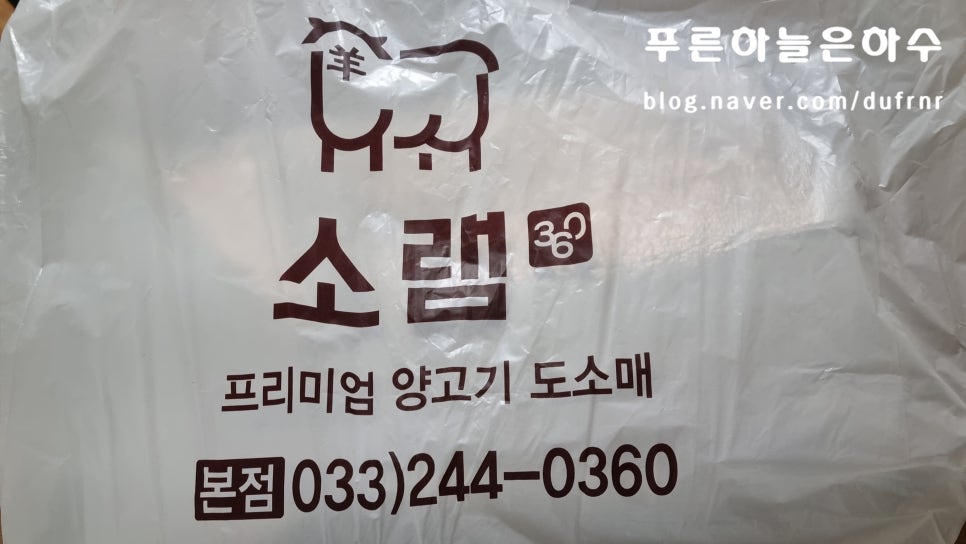 푸른하늘은하수
blog.naver.com/dufrnr
羊
소램 360
프리미엄 양고기 도소매
본점 033)244-0360